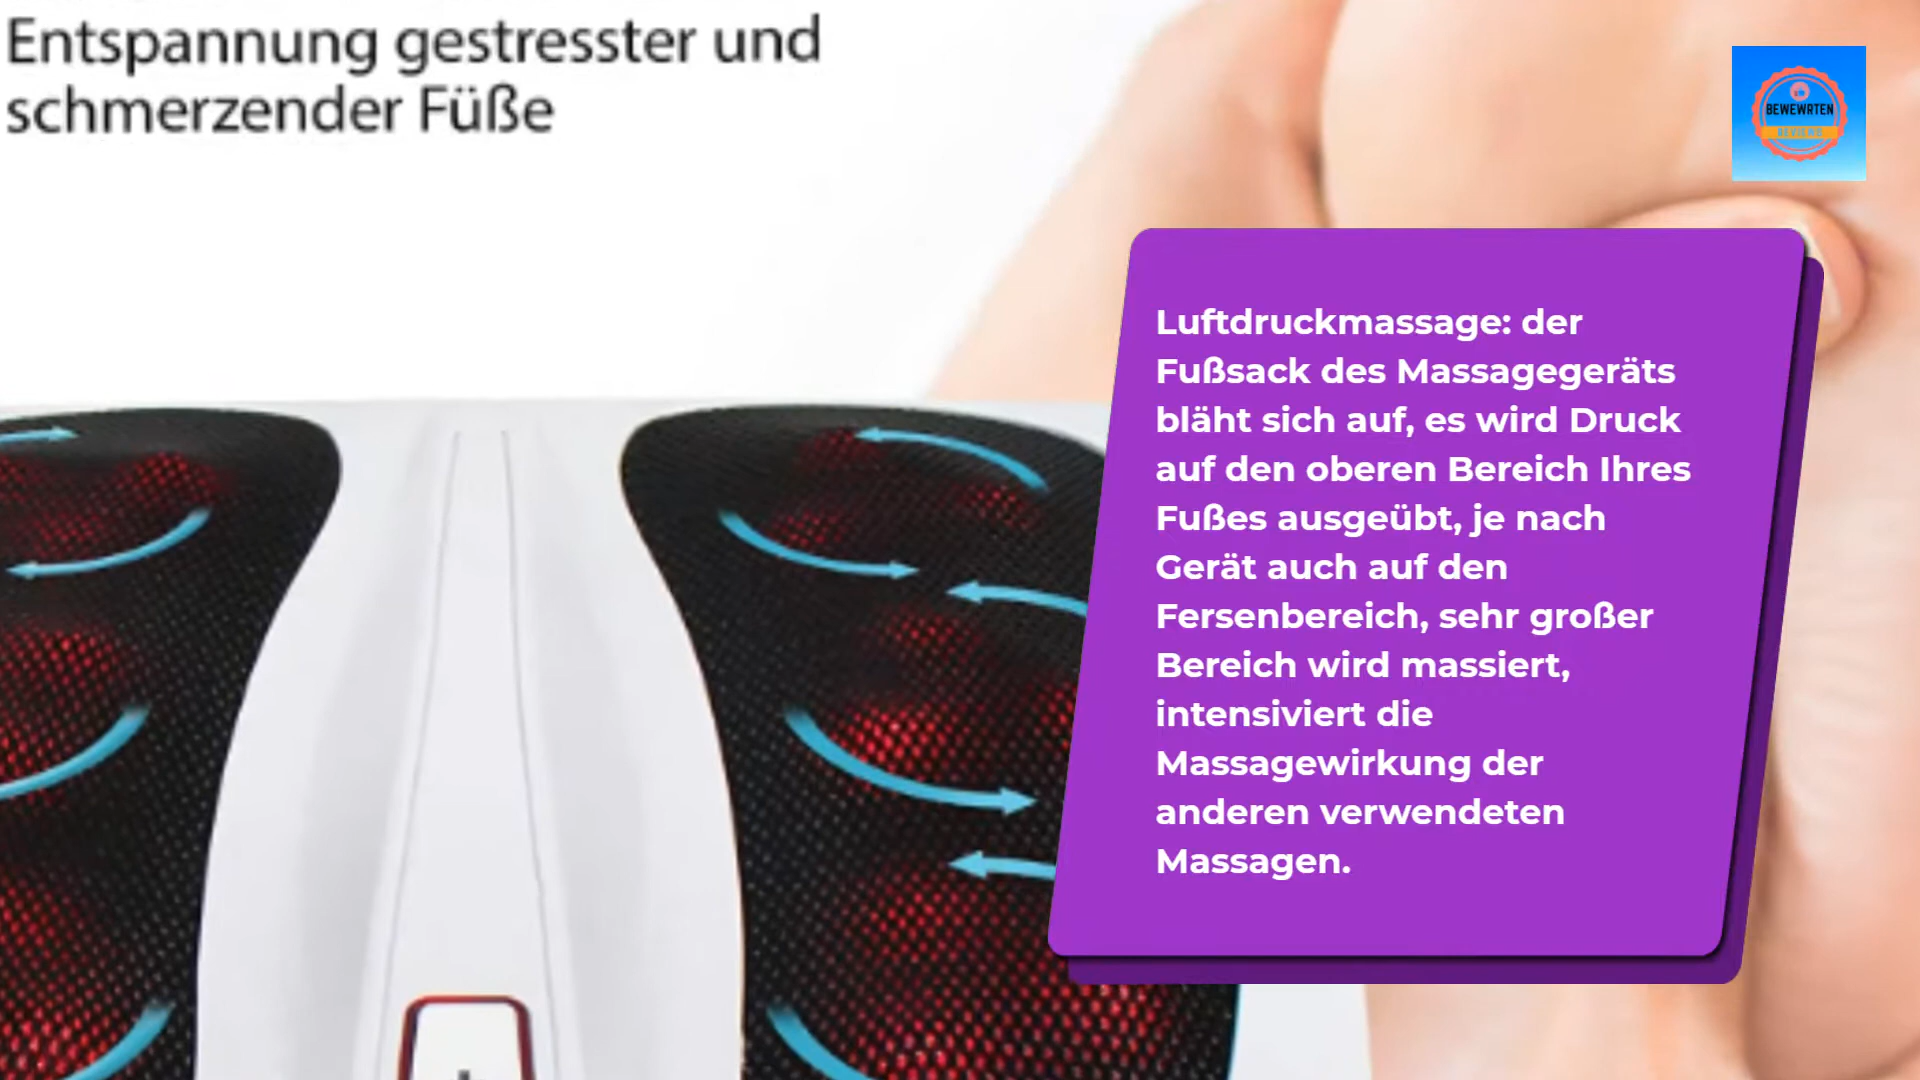 Entspannung gestresster und
schmerzender Füße
BEWEWRTEN
REVIEWS
Luftdruckmassage: der
Fußsack des Massagegeräts
bläht sich auf, es wird Druck
auf den oberen Bereich Ihres
Fußes ausgeübt, je nach
Gerät auch auf den
Fersenbereich, sehr großer
Bereich wird massiert,
intensiviert die
Massagewirkung der
anderen verwendeten
Massagen.